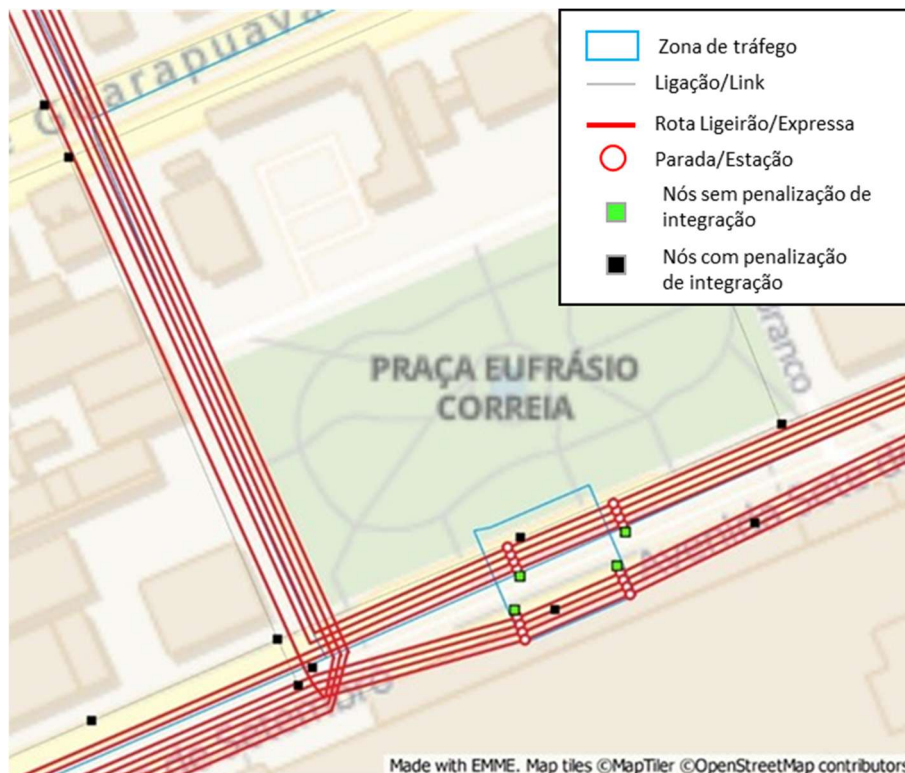 Guarapuava
Zona de tráfego
Ligação/Link
Rota Ligeirão/Expressa
Parada/Estação
Nós sem penalização de
integração
Nós com penalização
de integração
PRAÇA EUFRÁSIO
CORREIA
Made with EMME. Map tiles ©MapTiler ©OpenStreetMap contributors